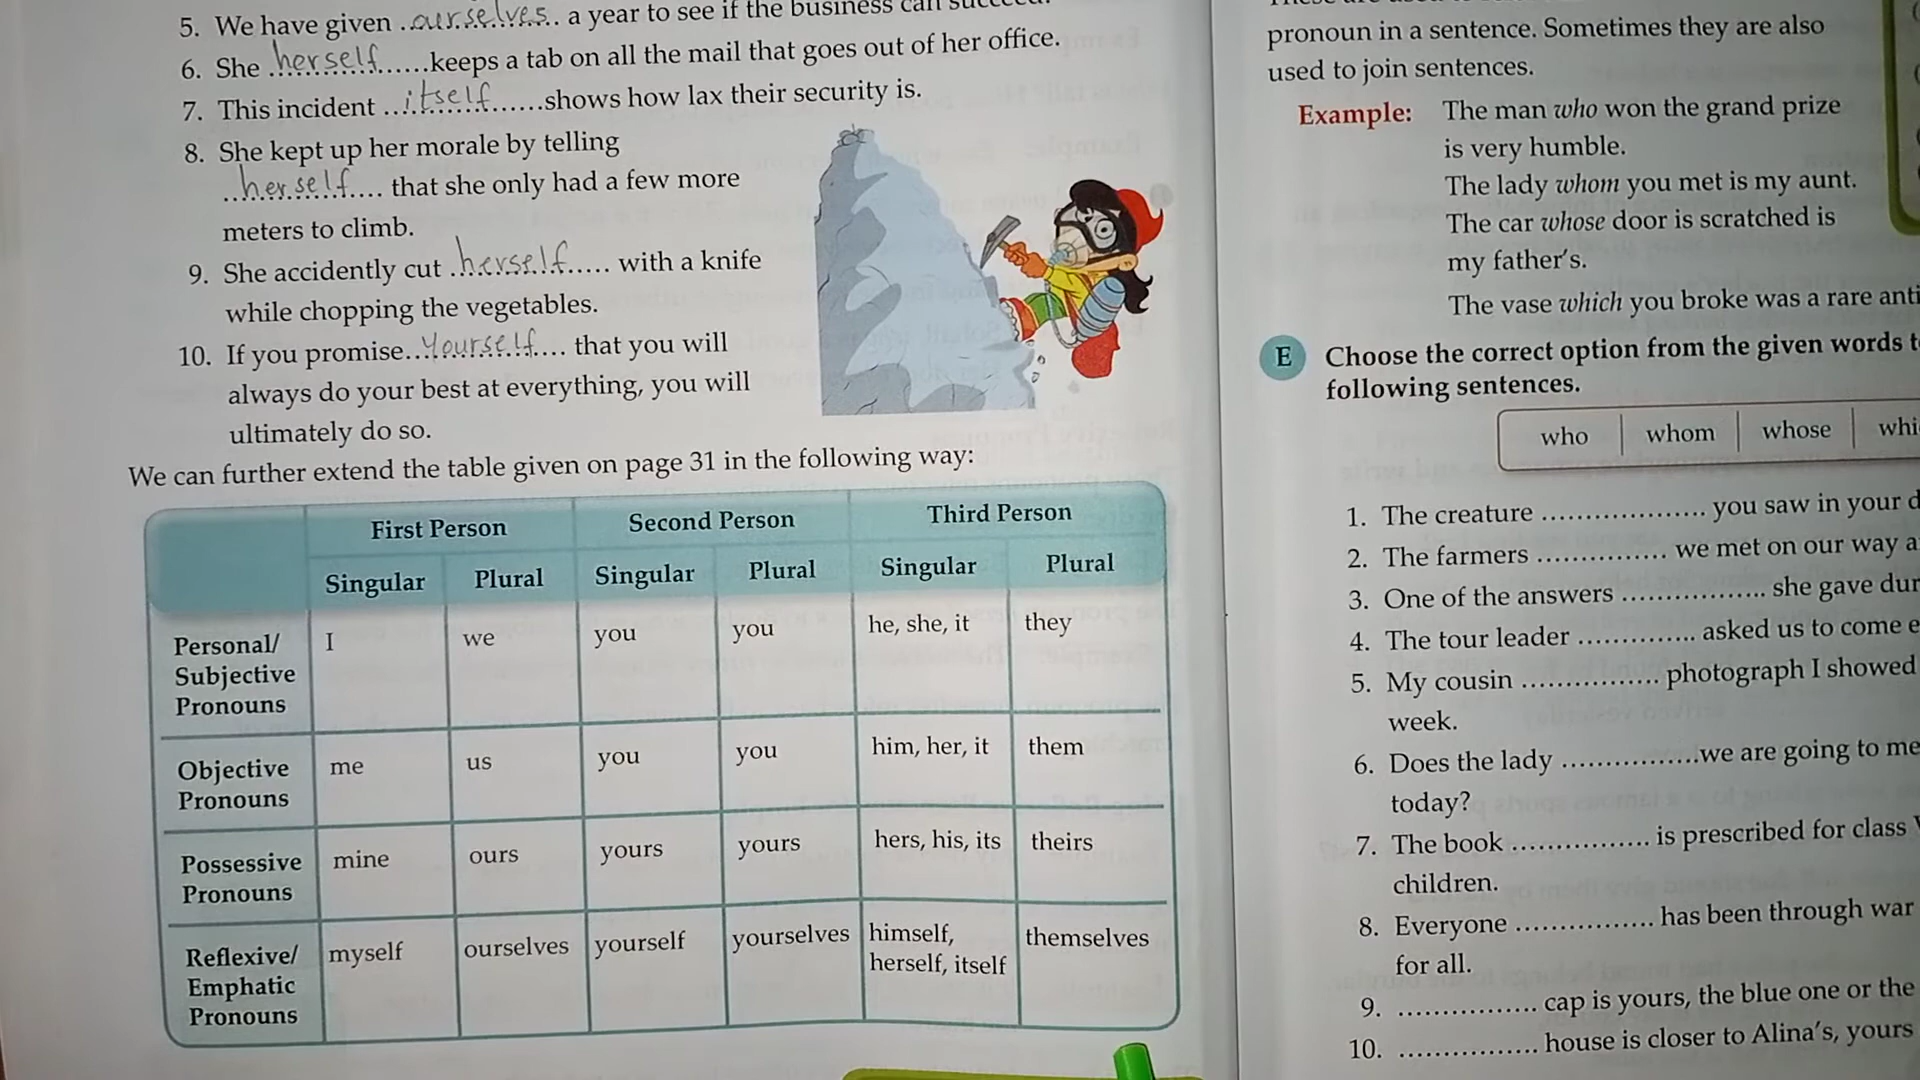 5. We have given ourselves a year to see if the business can
6. She herself keeps a tab on all the mail that goes out of her office.
7. This incident itself shows how lax their security is.
8. She kept up her morale by telling
herself that she only had a few more
meters to climb.
9. She accidently cut herself with a knife
while chopping the vegetables.
10. If you promise yourself that you will
always do your best at everything, you will
ultimately do so.
We can further extend the table given on page 31 in the following way:
First Person Second Person Third Person
Singular Plural Singular Plural Singular Plural
Personal/ Subjective Pronouns I we you you he, she, it they
Objective Pronouns me us you you him, her, it them
Possessive Pronouns mine ours yours yours hers, his, its theirs
Reflexive/ Emphatic Pronouns myself ourselves yourself yourselves himself, herself, itself themselves
pronoun in a sentence. Sometimes they are also
used to join sentences.
Example: The man who won the grand prize
is very humble.
The lady whom you met is my aunt.
The car whose door is scratched is
my father's.
The vase which you broke was a rare
E Choose the correct option from the given words
following sentences.
who whom whose
1. The creature .................. you saw in your
2. The farmers .............. we met on our way
3. One of the answers ................ she gave
4. The tour leader ............. asked us to come
5. My cousin ............... photograph I showed
week.
6. Does the lady ...............we are going to
today?
7. The book ............... is prescribed for class
children.
8. Everyone ............... has been through war
for all.
9. ............... cap is yours, the blue one or the
10. ............... house is closer to Alina's, yours